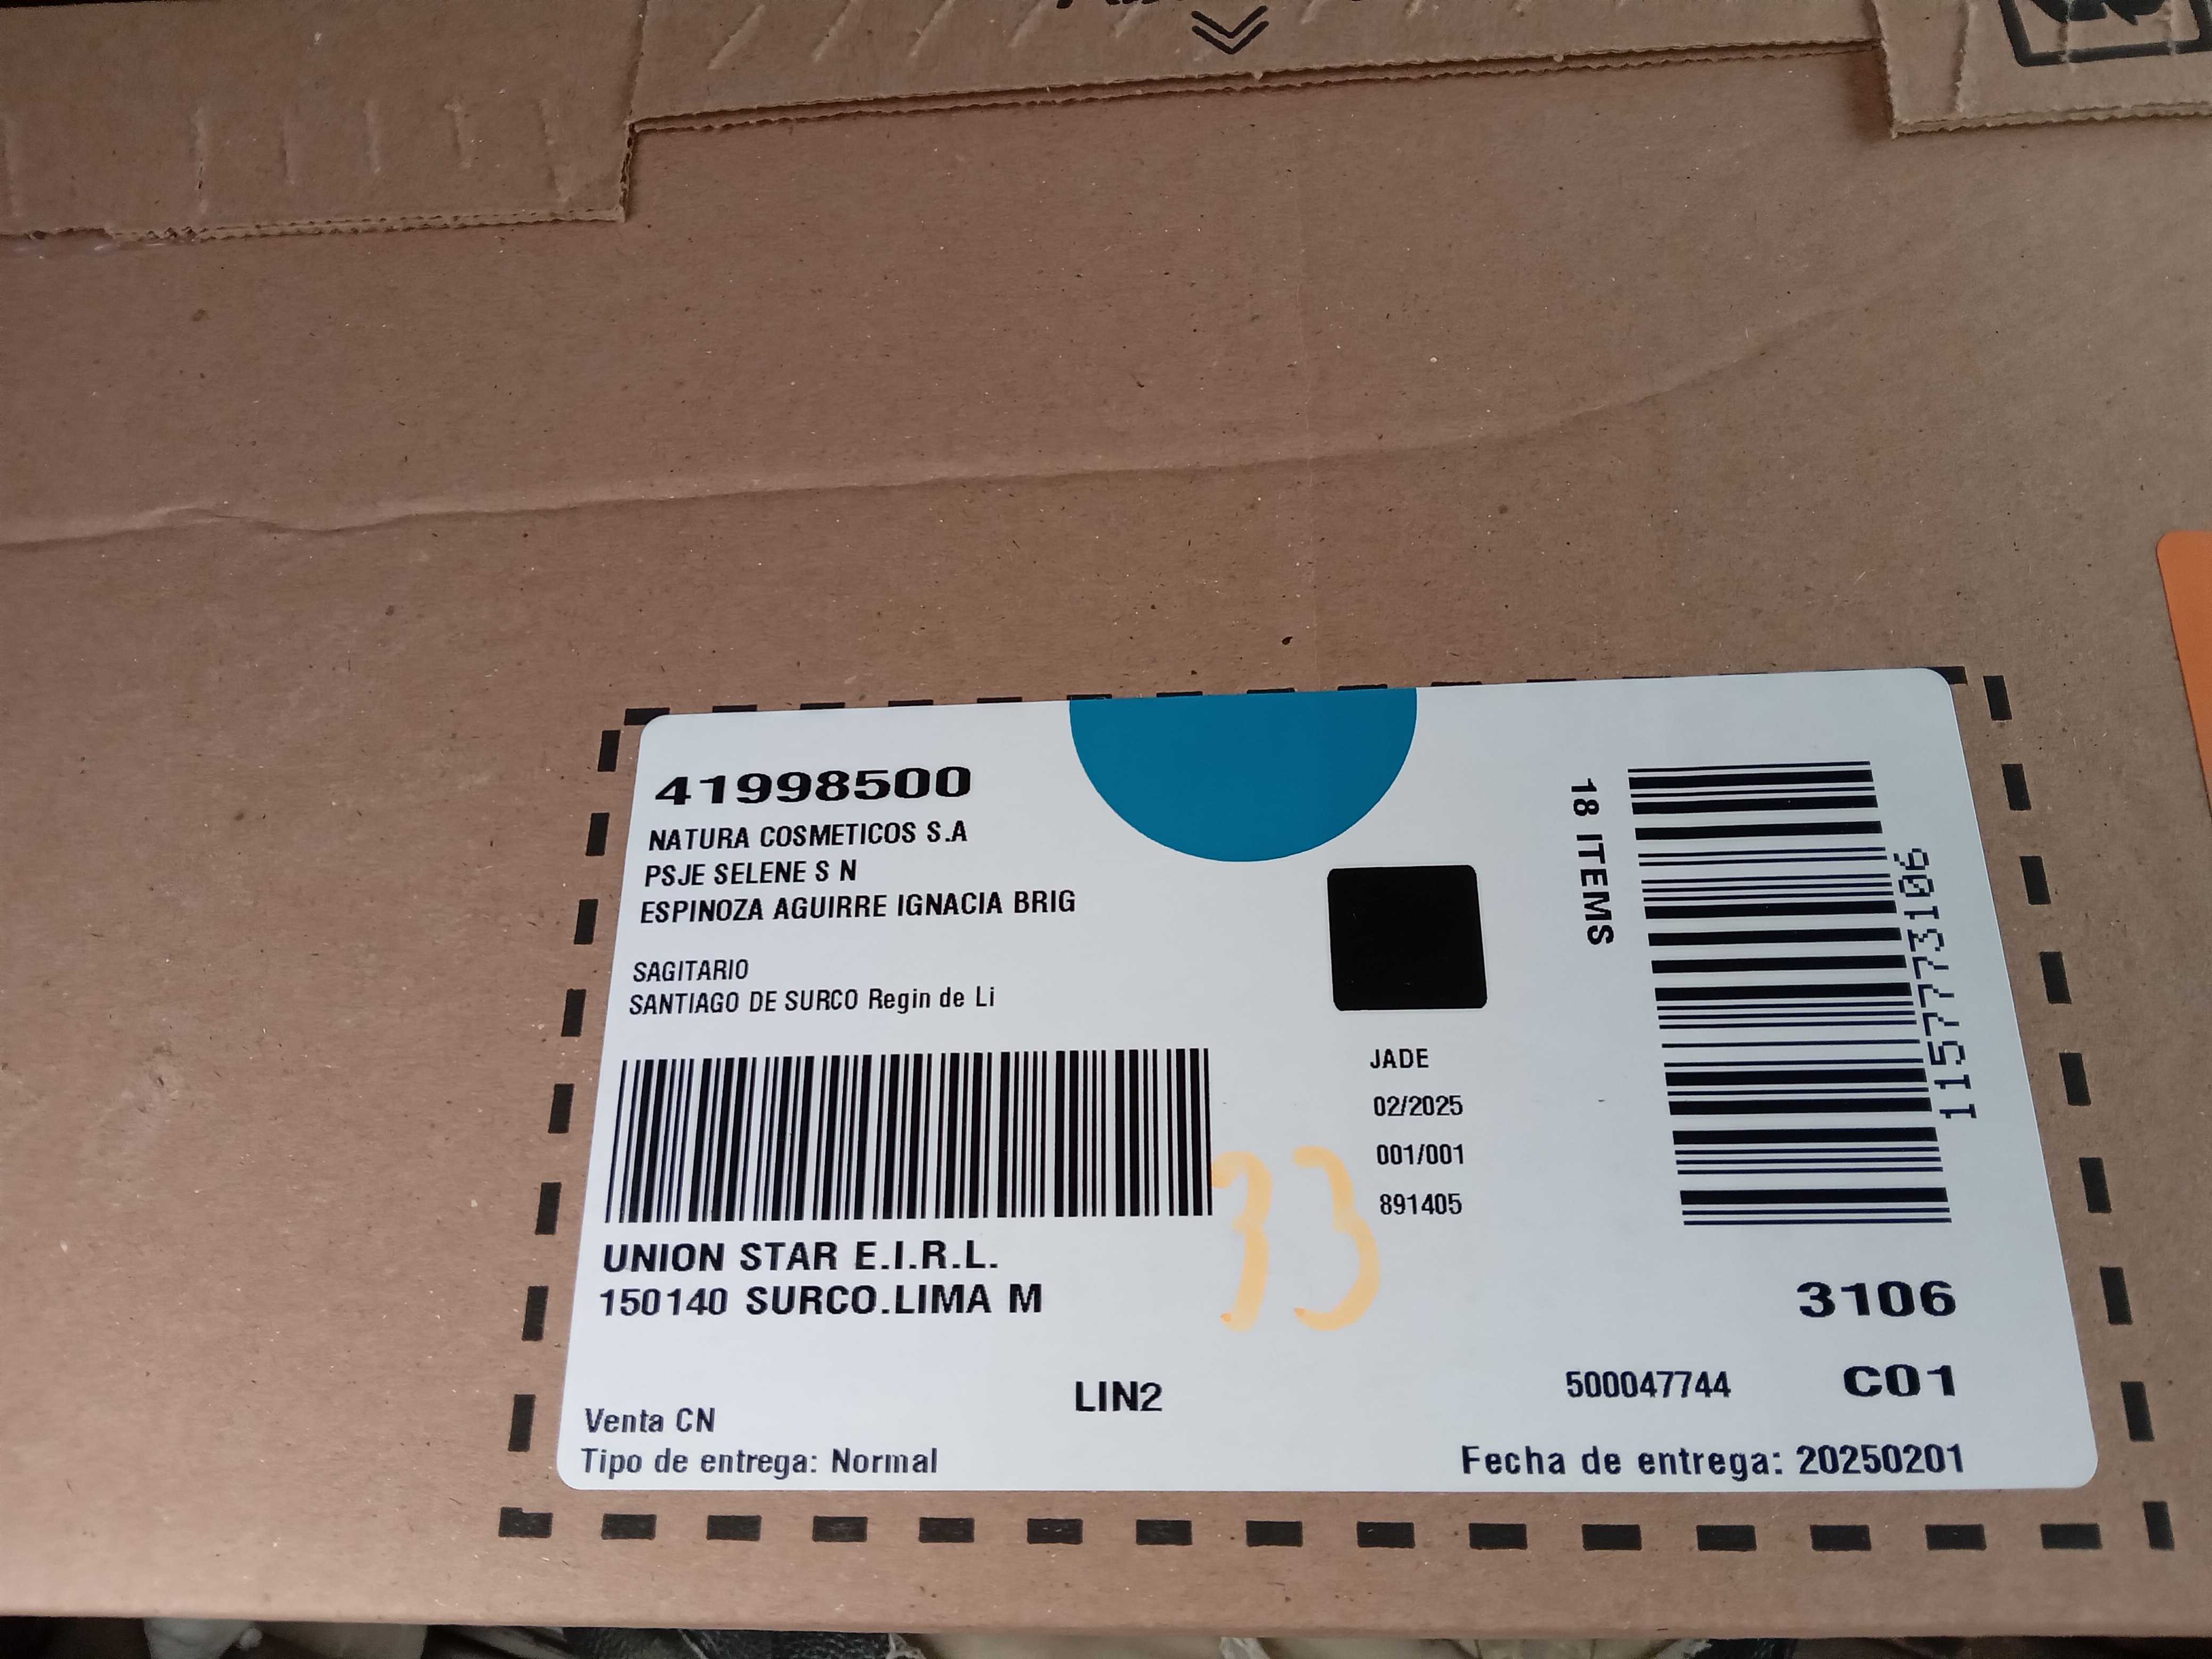 41998500
NATURA COSMETICOS S.A
PSJE SELENE S N
ESPINOZA AGUIRRE IGNACIA BRIG
SAGITARIO
SANTIAGO DE SURCO Regin de Li
UNION STAR E.I.R.L.
150140 SURCO.LIMA M
Venta CN
Tipo de entrega: Normal
LIN2
33
JADE
02/2025
001/001
891405
18 ITEMS
1157773106
3106
500047744 C01
Fecha de entrega: 20250201